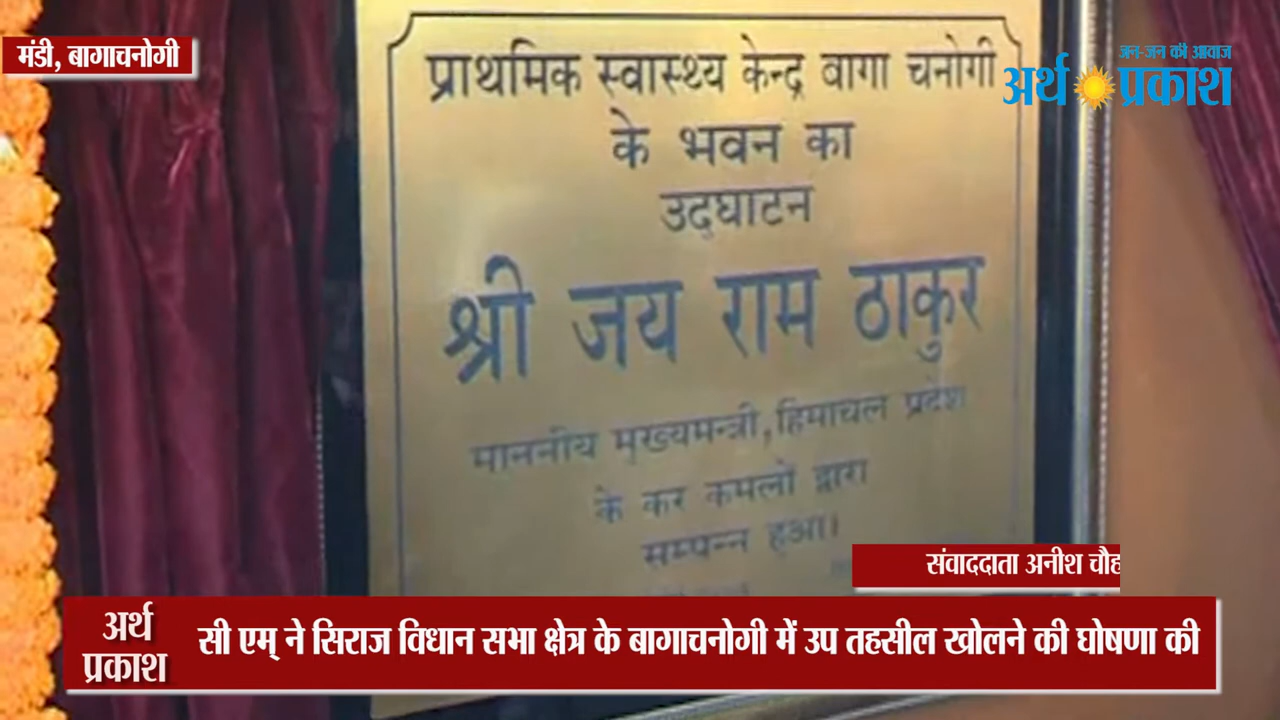 मंडी, बागाचनोगी
जन-जन की आवाज
अर्थ प्रकाश
प्राथमिक स्वास्थ्य केन्द्र वागा चनोगी
के भवन का
उद्घाटन
श्री जय राम ठाकुर
माननीय मुख्यमन्त्री, हिमाचल प्रदेश
के कर कमलों द्वारा
सम्पन्न हुआ।
संवाददाता अनीश चौह
अर्थ
प्रकाश
सी एम् ने सिराज विधान सभा क्षेत्र के बागाचनोगी में उप तहसील खोलने की घोषणा की